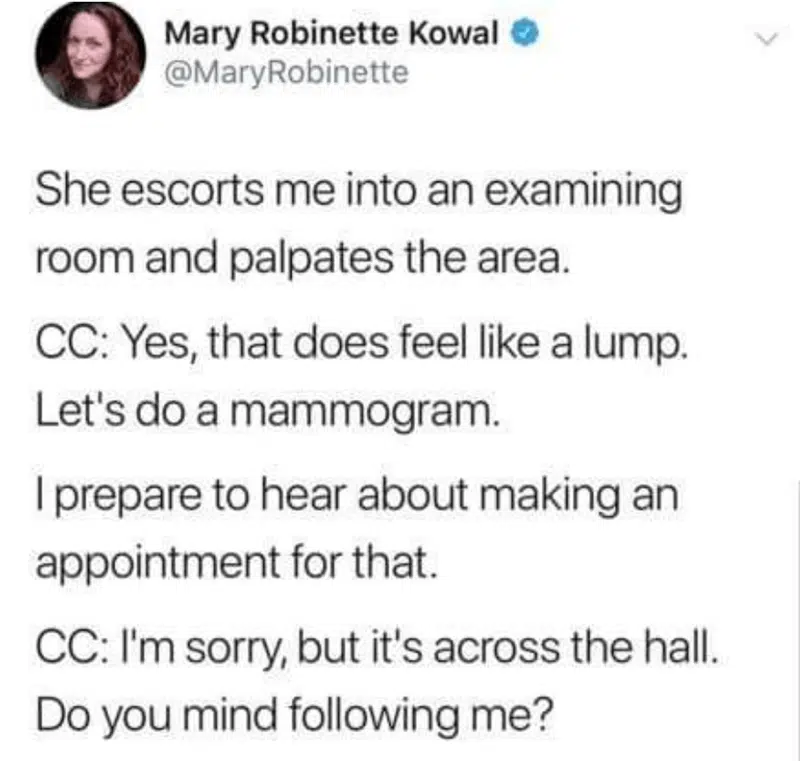 Mary Robinette Kowal
@MaryRobinette
She escorts me into an examining
room and palpates the area.
CC: Yes, that does feel like a lump.
Let's do a mammogram.
I prepare to hear about making an
appointment for that.
CC: I'm sorry, but it's across the hall.
Do you mind following me?